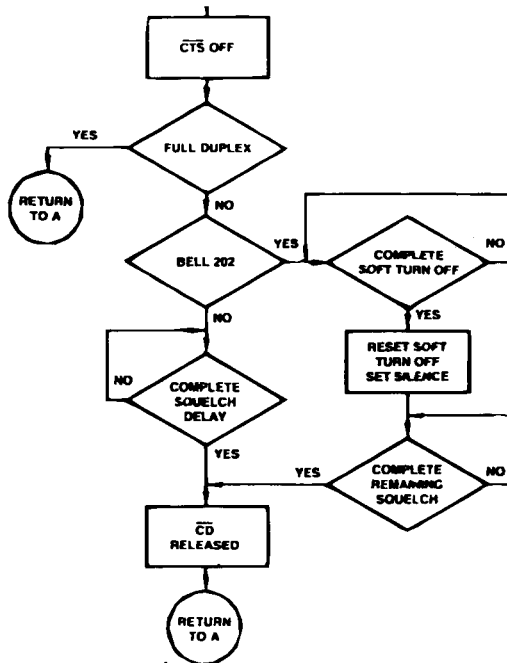 CTS OFF
YES
FULL DUPLEX
RETURN
TO A
NO
BELL 202
YES
COMPLETE
SOFT TURN OFF
NO
YES
NO
RESET SOFT
TURN OFF
SET SILENCE
NO
COMPLETE
SQUELCH
DELAY
YES
YES
COMPLETE
REMAINING
SQUELCH
NO
CD
RELEASED
RETURN
TO A